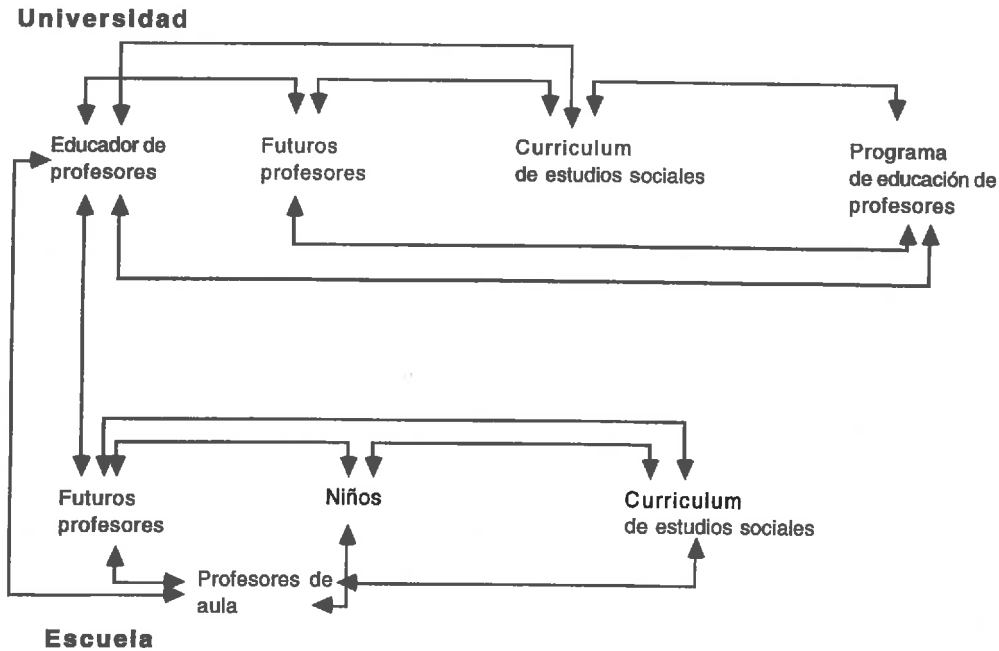 Universidad
Educador de
profesores
Futuros
profesores
Curriculum
de estudios sociales
Programa
de educación de
profesores
Futuros
profesores
Niños
Curriculum
de estudios sociales
Profesores de
aula
Escuela